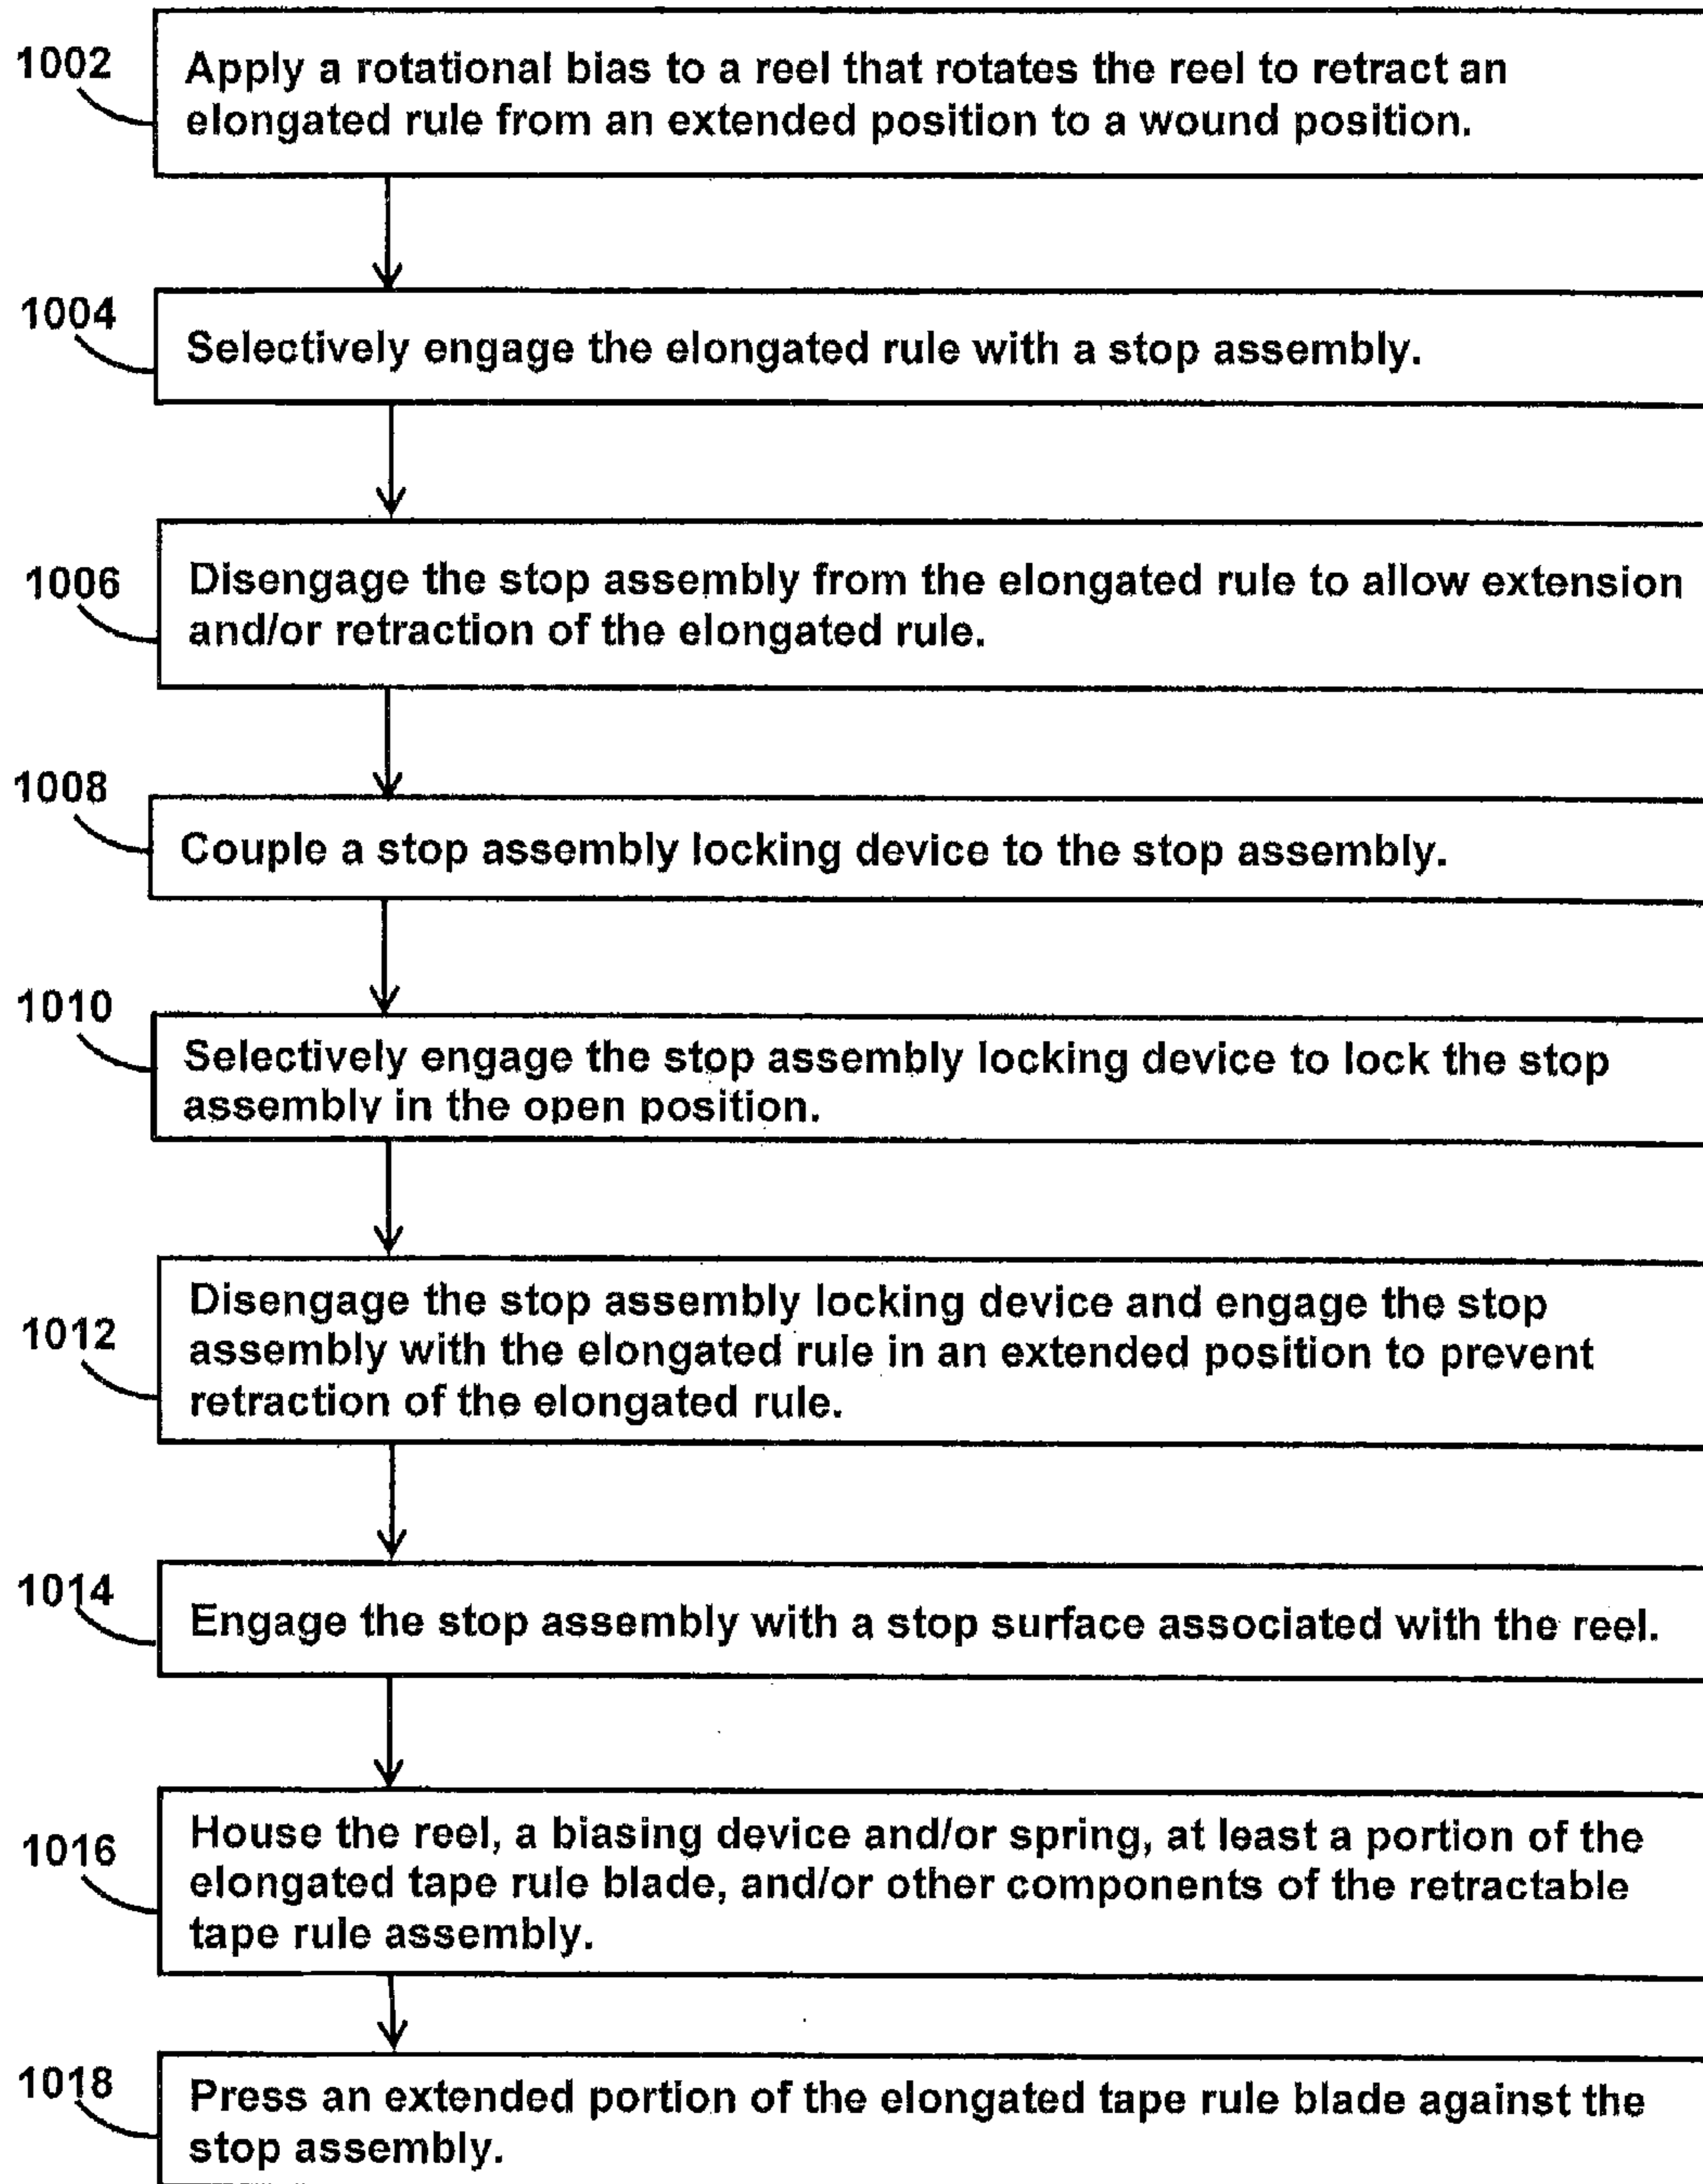 1002
Apply a rotational bias to a reel that rotates the reel to retract an
elongated rule from an extended position to a wound position.
1004
Selectively engage the elongated rule with a stop assembly.
1006
Disengage the stop assembly from the elongated rule to allow extension
and/or retraction of the elongated rule.
1008
Couple a stop assembly locking device to the stop assembly.
1010
Selectively engage the stop assembly locking device to lock the stop
assembly in the open position.
1012
Disengage the stop assembly locking device and engage the stop
assembly with the elongated rule in an extended position to prevent
retraction of the elongated rule.
1014
Engage the stop assembly with a stop surface associated with the reel.
1016
House the reel, a biasing device and/or spring, at least a portion of the
elongated tape rule blade, and/or other components of the retractable
tape rule assembly.
1018
Press an extended portion of the elongated tape rule blade against the
stop assembly.